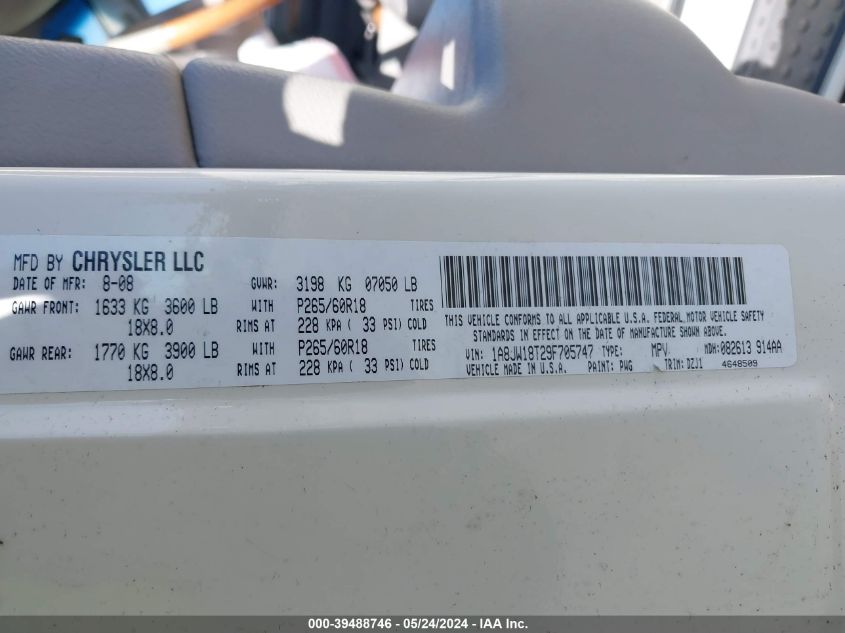 MFD BY CHRYSLER LLC
DATE OF MFR: 8-08 GVWR: 3198 KG 07050 LB
GAWR FRONT: 1633 KG 3600 LB WITH P265/60R18 TIRES
18X8.0 RIMS AT 228 KPA ( 33 PSI) COLD
GAWR REAR: 1770 KG 3900 LB WITH P265/60R18 TIRES
18X8.0 RIMS AT 228 KPA ( 33 PSI) COLD
THIS VEHICLE CONFORMS TO ALL APPLICABLE U.S.A. FEDERAL MOTOR VEHICLE SAFETY
STANDARDS IN EFFECT ON THE DATE OF MANUFACTURE SHOWN ABOVE.
VIN: 1A8JW18T29F705747 TYPE: MPV MDH:082613 914AA
VEHICLE MADE IN U.S.A. PAINT: PWG TRIM:DZJ1 4648509
000-39488746 - 05/24/2024 - IAA Inc.